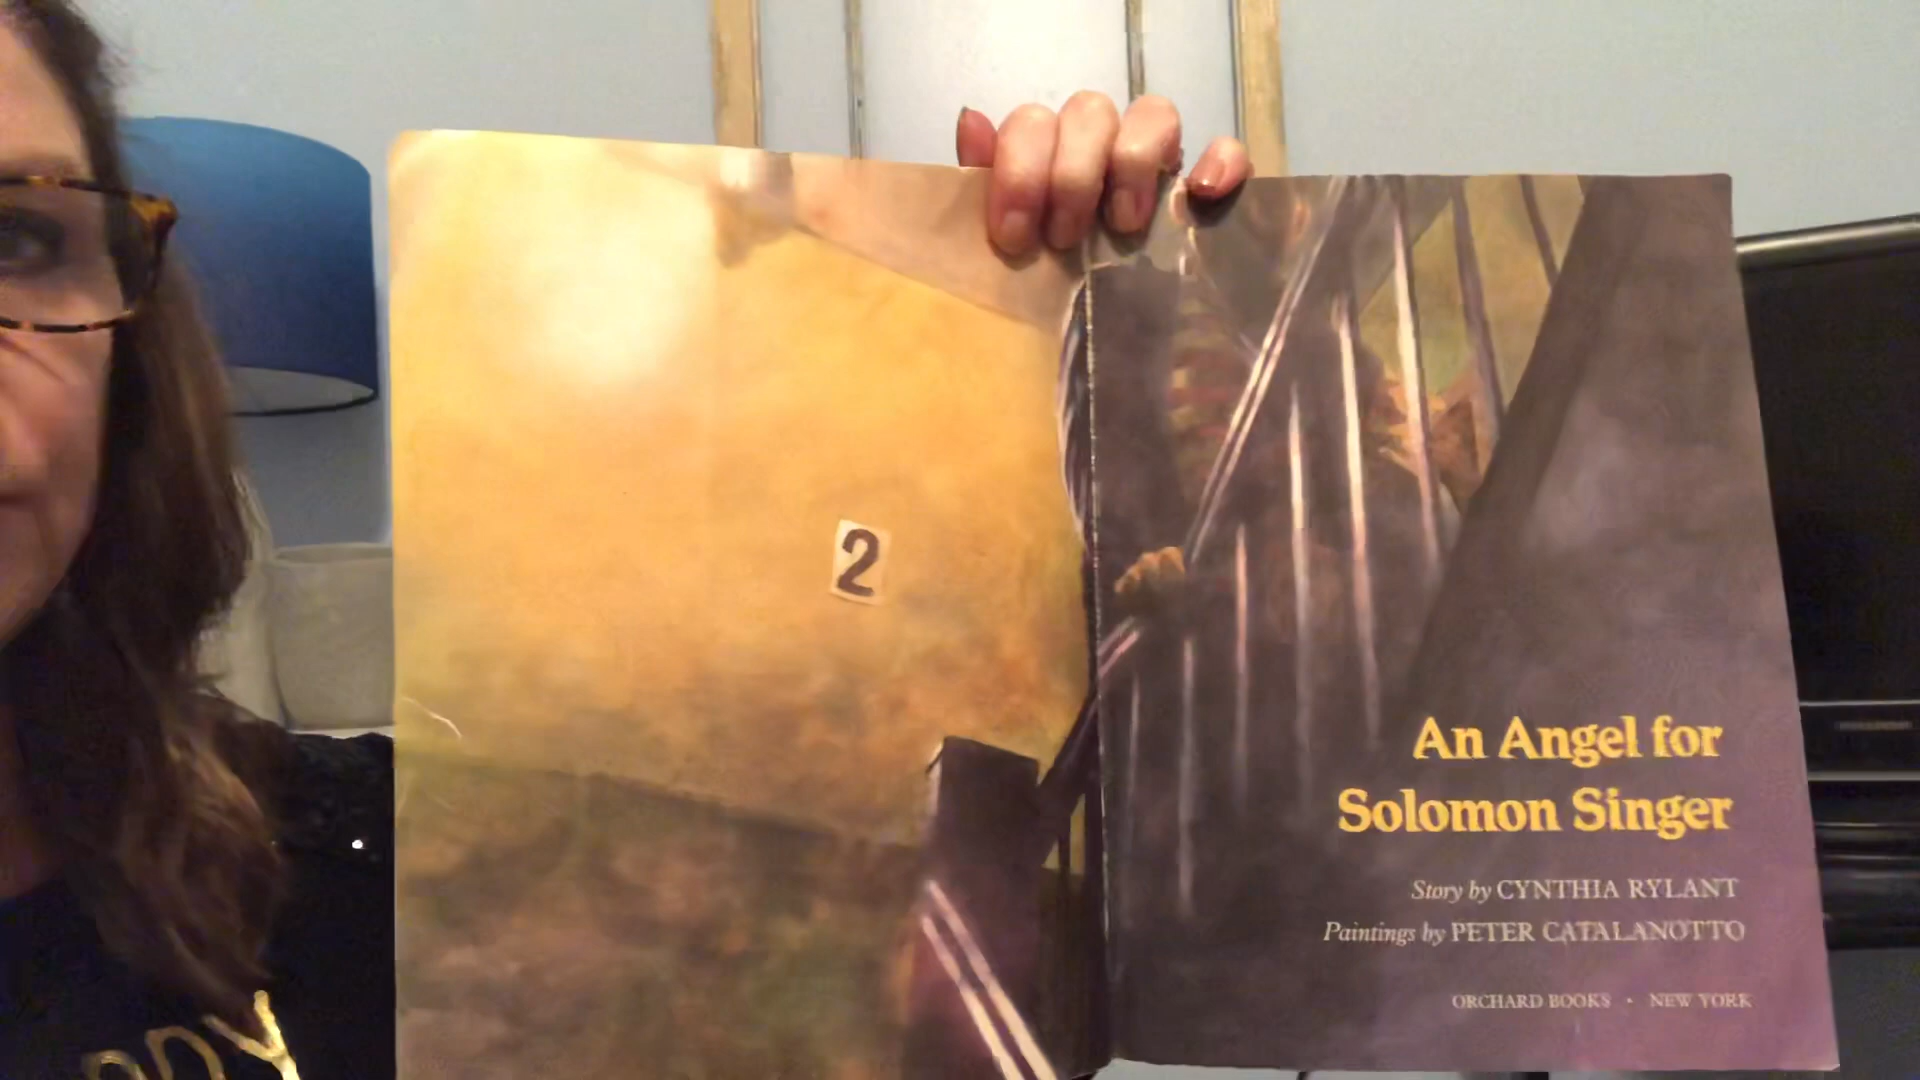 2
An Angel for
Solomon Singer
Story by CYNTHIA RYLANT
Paintings by PETER CATALANOTTO
ORCHARD BOOKS • NEW YORK